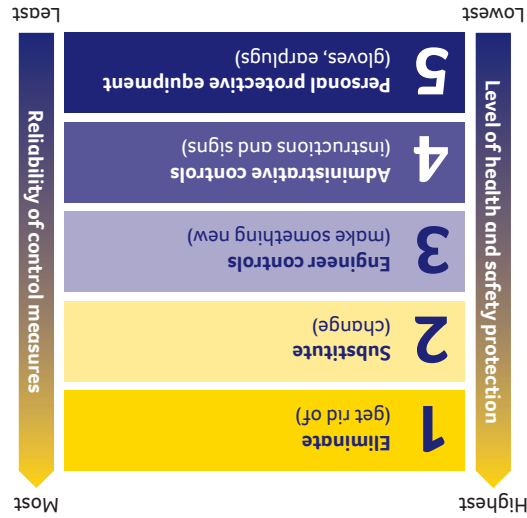 Highest
Most
Level of health and safety protection
1
Eliminate
(get rid of)
2
Substitute
(change)
3
Engineer controls
(make something new)
4
Administrative controls
(instructions and signs)
5
Personal protective equipment
(gloves, earplugs)
Reliability of control measures
Lowest
Least